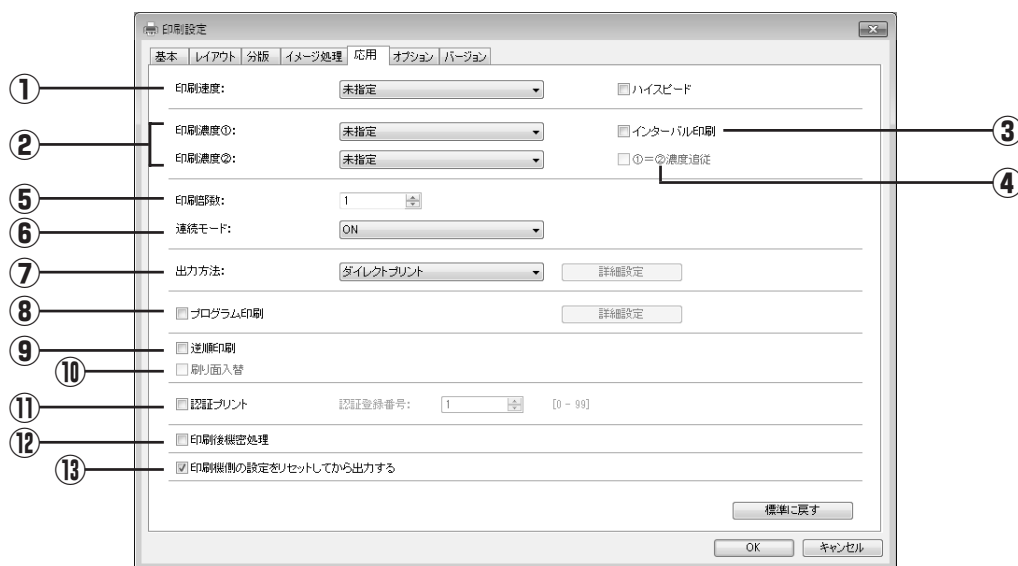 印刷設定
基本 レイアウト 分版 イメージ処理 応用 オプション バージョン
① 印刷速度: 未指定 ハイスピード
② 印刷濃度①: 未指定 インターバル印刷 ③
印刷濃度②: 未指定 ①=②濃度追従 ④
⑤ 印刷部数: 1
⑥ 連続モード: ON
⑦ 出力方法: ダイレクトプリント 詳細設定
⑧ プログラム印刷 詳細設定
⑨ 逆順印刷
⑩ 刷り面入替
⑪ 認証プリント 認証登録番号: 1 [0 - 99]
⑫ 印刷後機密処理
⑬ 印刷機側の設定をリセットしてから出力する
標準に戻す
OK キャンセル